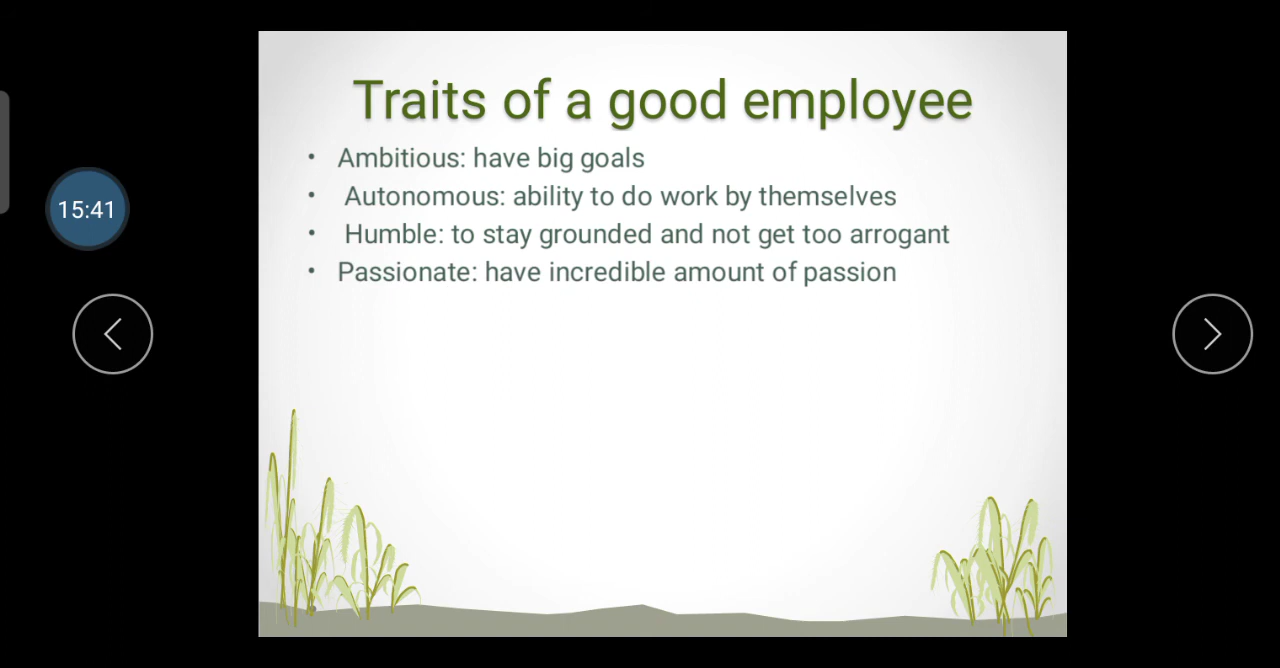 Traits of a good employee
• Ambitious: have big goals
• Autonomous: ability to do work by themselves
• Humble: to stay grounded and not get too arrogant
• Passionate: have incredible amount of passion
15:41